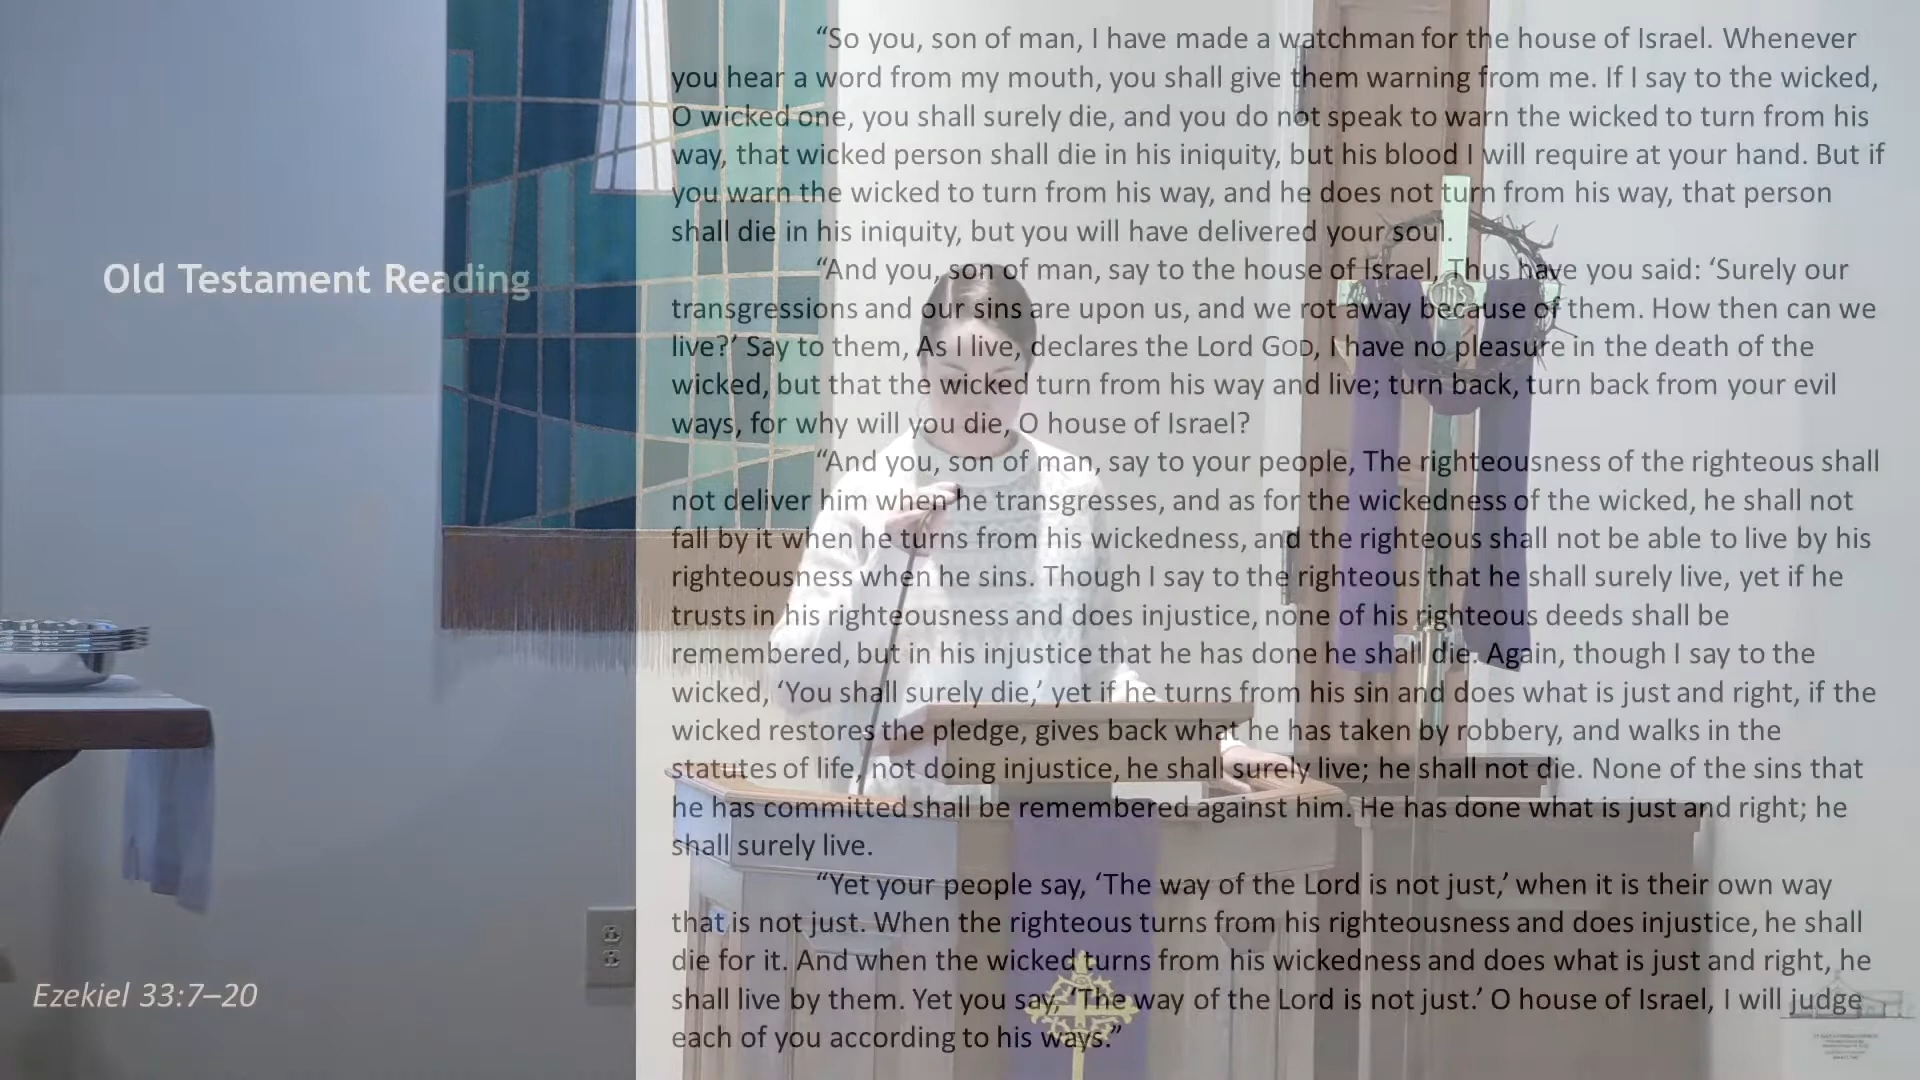 Old Testament Reading
Ezekiel 33:7–20
“So you, son of man, I have made a watchman for the house of Israel. Whenever
you hear a word from my mouth, you shall give them warning from me. If I say to the wicked,
O wicked one, you shall surely die, and you do not speak to warn the wicked to turn from his
way, that wicked person shall die in his iniquity, but his blood I will require at your hand. But if
you warn the wicked to turn from his way, and he does not turn from his way, that person
shall die in his iniquity, but you will have delivered your soul.
“And you, son of man, say to the house of Israel, Thus have you said: ‘Surely our
transgressions and our sins are upon us, and we rot away because of them. How then can we
live?’ Say to them, As I live, declares the Lord GOD, I have no pleasure in the death of the
wicked, but that the wicked turn from his way and live; turn back, turn back from your evil
ways, for why will you die, O house of Israel?
“And you, son of man, say to your people, The righteousness of the righteous shall
not deliver him when he transgresses, and as for the wickedness of the wicked, he shall not
fall by it when he turns from his wickedness, and the righteous shall not be able to live by his
righteousness when he sins. Though I say to the righteous that he shall surely live, yet if he
trusts in his righteousness and does injustice, none of his righteous deeds shall be
remembered, but in his injustice that he has done he shall die. Again, though I say to the
wicked, ‘You shall surely die,’ yet if he turns from his sin and does what is just and right, if the
wicked restores the pledge, gives back what he has taken by robbery, and walks in the
statutes of life, not doing injustice, he shall surely live; he shall not die. None of the sins that
he has committed shall be remembered against him. He has done what is just and right; he
shall surely live.
“Yet your people say, ‘The way of the Lord is not just,’ when it is their own way
that is not just. When the righteous turns from his righteousness and does injustice, he shall
die for it. And when the wicked turns from his wickedness and does what is just and right, he
shall live by them. Yet you say, ‘The way of the Lord is not just.’ O house of Israel, I will judge
each of you according to his ways.”